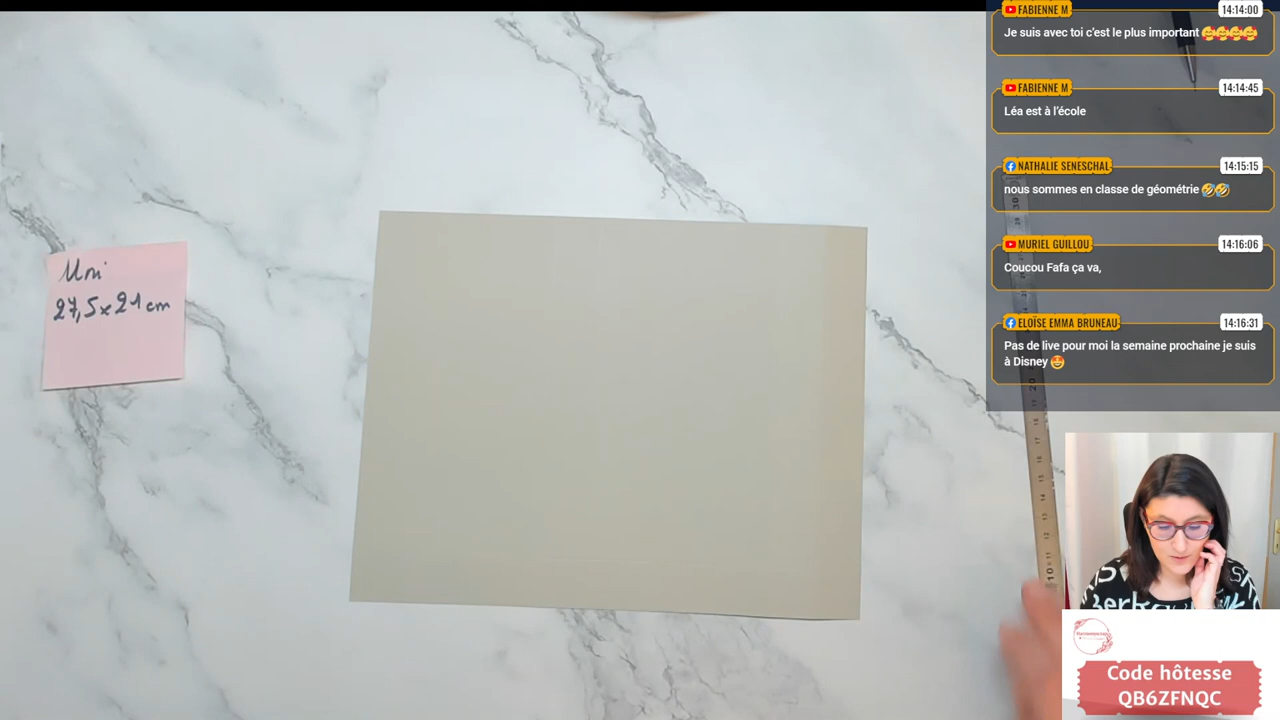 Uni
27,5x21 cm
FABIENNE M
14:14:00
Je suis avec toi c'est le plus important 🥰🥰🥰🥰
FABIENNE M
14:14:45
Léa est à l'école
NATHALIE SENESCHAL
14:15:15
nous sommes en classe de géométrie 🤣🤣
MURIEL GUILLOU
14:16:06
Coucou Fafa ça va,
ELOÏSE EMMA BRUNEAU
14:16:31
Pas de live pour moi la semaine prochaine je suis
à Disney 🤩
Code hôtesse
QB6ZFNQC